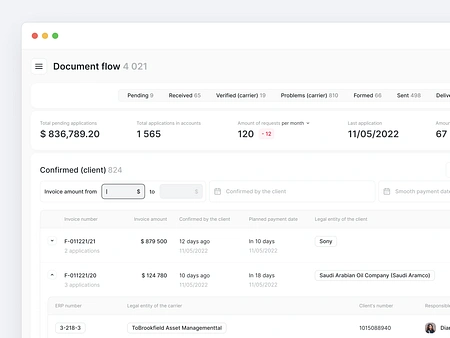 Document flow 4 021
Pending 9 Received 65 Verified (carrier) 19 Problems (carrier) 810 Formed 66 Sent 498 Delive
Total pending applications Total applications in accounts Amount of requests per month Last application Amoun
$ 836,789.20 1 565 120 - 12 11/05/2022 67
Confirmed (client) 824
Invoice amount from $ to $ Confirmed by the client Smooth payment date
Invoice number Invoice amount Confirmed by the client Planned payment date Legal entity of the client
F-011221/21 $ 879 500 12 days ago In 10 days Sony
3 applications 11/05/2022 11/05/2022
F-011221/20 $ 124 780 10 days ago In 18 days Saudi Arabian Oil Company (Saudi Aramco)
2 applications 11/05/2022 11/05/2022
ERP number Legal entity of the carrier Client's number Responsible
3-218-3 ToBrookfield Asset Managementtal 1015088940 Dian